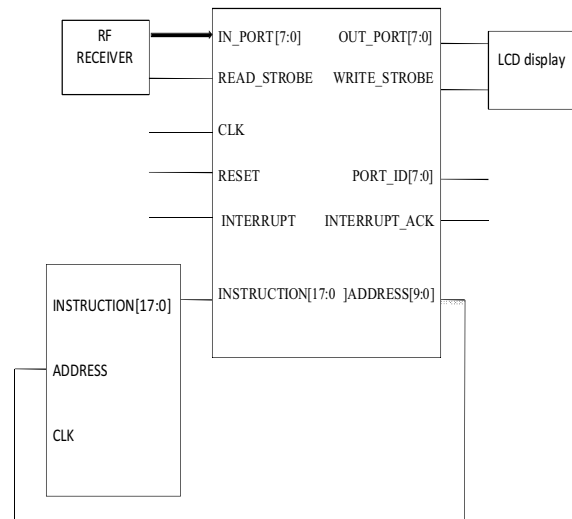 RF
RECEIVER
IN_PORT[7:0] OUT_PORT[7:0]
READ_STROBE WRITE_STROBE
LCD display
CLK
RESET PORT_ID[7:0]
INTERRUPT INTERRUPT_ACK
INSTRUCTION[17:0 ]ADDRESS[9:0]
INSTRUCTION[17:0]
ADDRESS
CLK